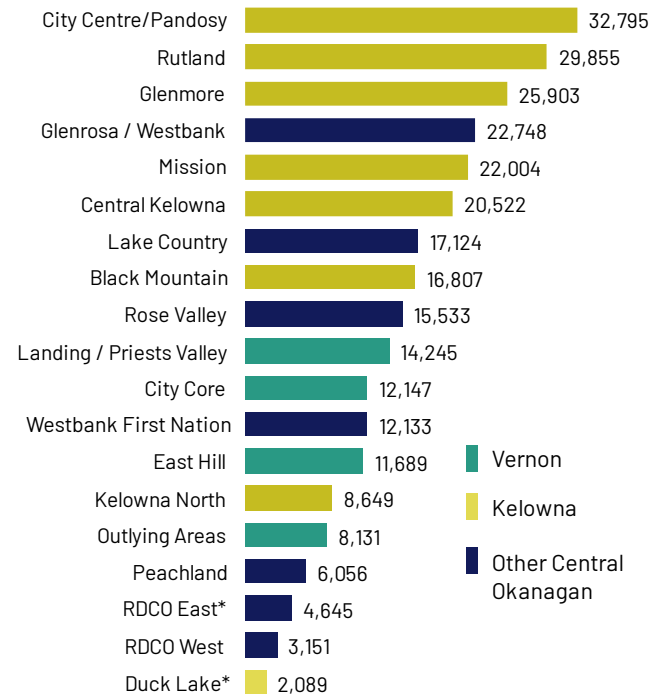 City Centre/Pandosy 32,795
Rutland 29,855
Glenmore 25,903
Glenrosa / Westbank 22,748
Mission 22,004
Central Kelowna 20,522
Lake Country 17,124
Black Mountain 16,807
Rose Valley 15,533
Landing / Priests Valley 14,245
City Core 12,147
Westbank First Nation 12,133
East Hill 11,689
Kelowna North 8,649
Outlying Areas 8,131
Peachland 6,056
RDCO East* 4,645
RDCO West 3,151
Duck Lake* 2,089
Vernon
Kelowna
Other Central
Okanagan